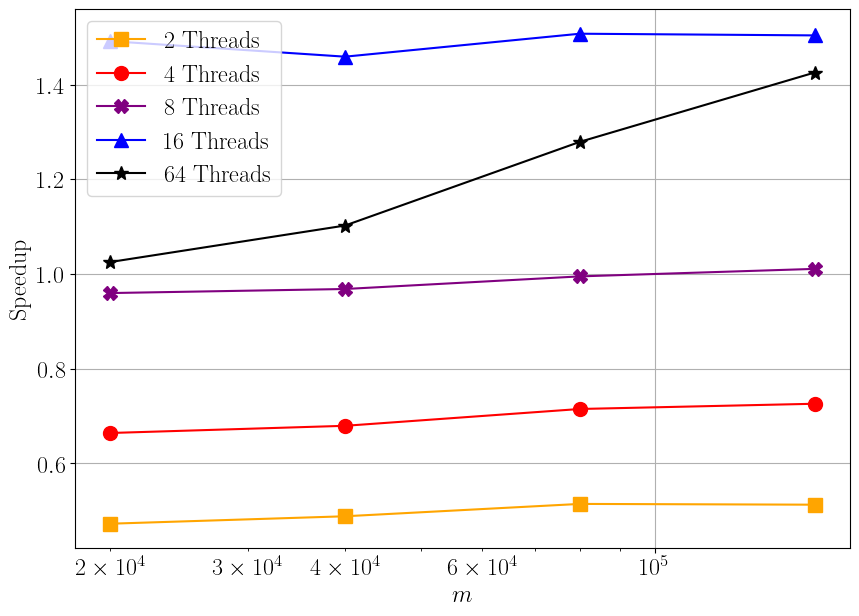 2 Threads
4 Threads
8 Threads
16 Threads
64 Threads
Speedup
1.4
1.2
1.0
0.8
0.6
2 × 10⁴
3 × 10⁴
4 × 10⁴
6 × 10⁴
10⁵
m